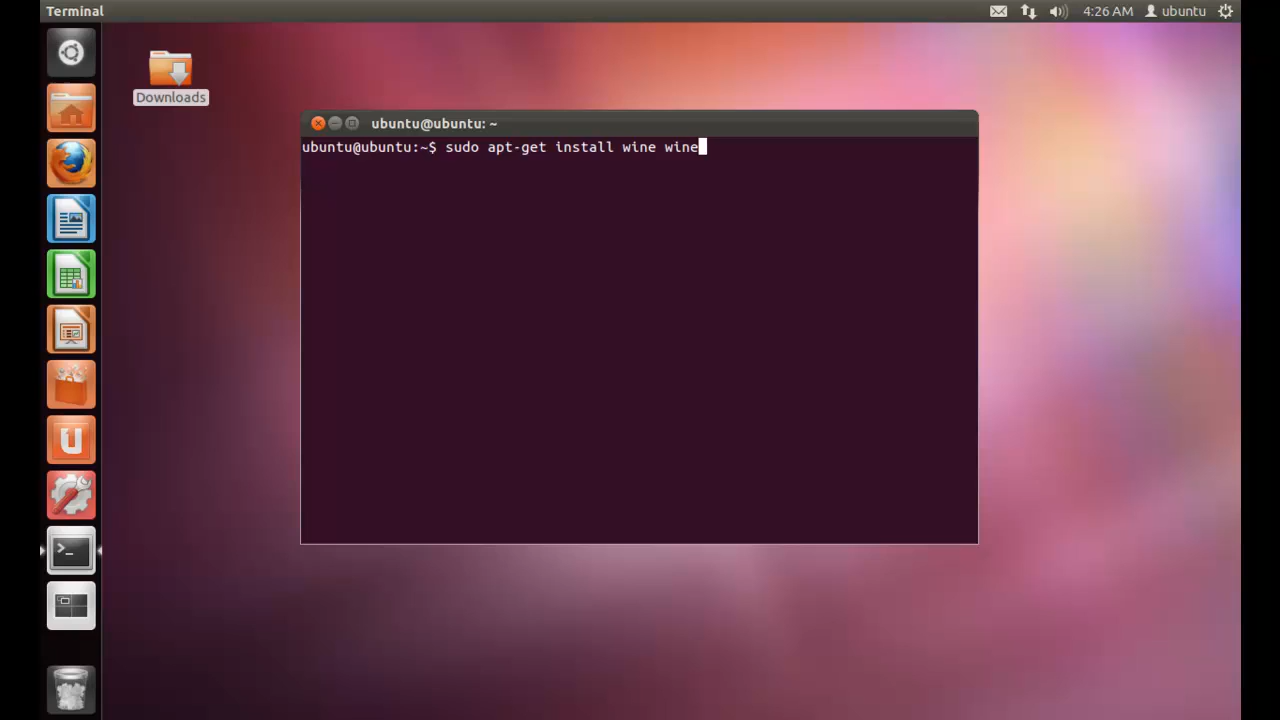 Terminal
4:26 AM ubuntu
Downloads
ubuntu@ubuntu: ~
ubuntu@ubuntu:~$ sudo apt-get install wine wine